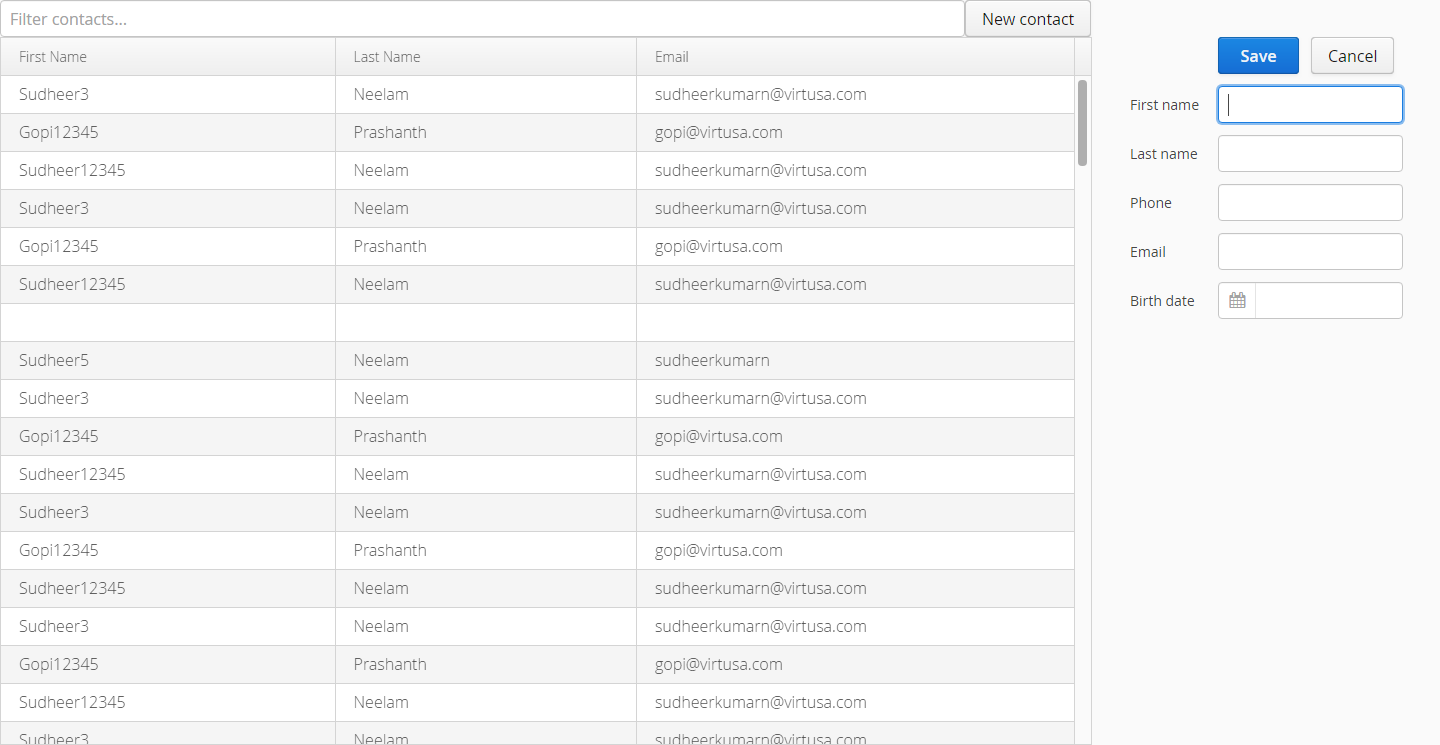 Filter contacts... New contact
First Name Last Name Email
Sudheer3 Neelam sudheerkumarn@virtusa.com
Gopi12345 Prashanth gopi@virtusa.com
Sudheer12345 Neelam sudheerkumarn@virtusa.com
Sudheer3 Neelam sudheerkumarn@virtusa.com
Gopi12345 Prashanth gopi@virtusa.com
Sudheer12345 Neelam sudheerkumarn@virtusa.com
Sudheer5 Neelam sudheerkumarn
Sudheer3 Neelam sudheerkumarn@virtusa.com
Gopi12345 Prashanth gopi@virtusa.com
Sudheer12345 Neelam sudheerkumarn@virtusa.com
Sudheer3 Neelam sudheerkumarn@virtusa.com
Gopi12345 Prashanth gopi@virtusa.com
Sudheer12345 Neelam sudheerkumarn@virtusa.com
Sudheer3 Neelam sudheerkumarn@virtusa.com
Gopi12345 Prashanth gopi@virtusa.com
Sudheer12345 Neelam sudheerkumarn@virtusa.com
Sudheer3 Neelam sudheerkumarn@virtusa.com
Save Cancel
First name
Last name
Phone
Email
Birth date